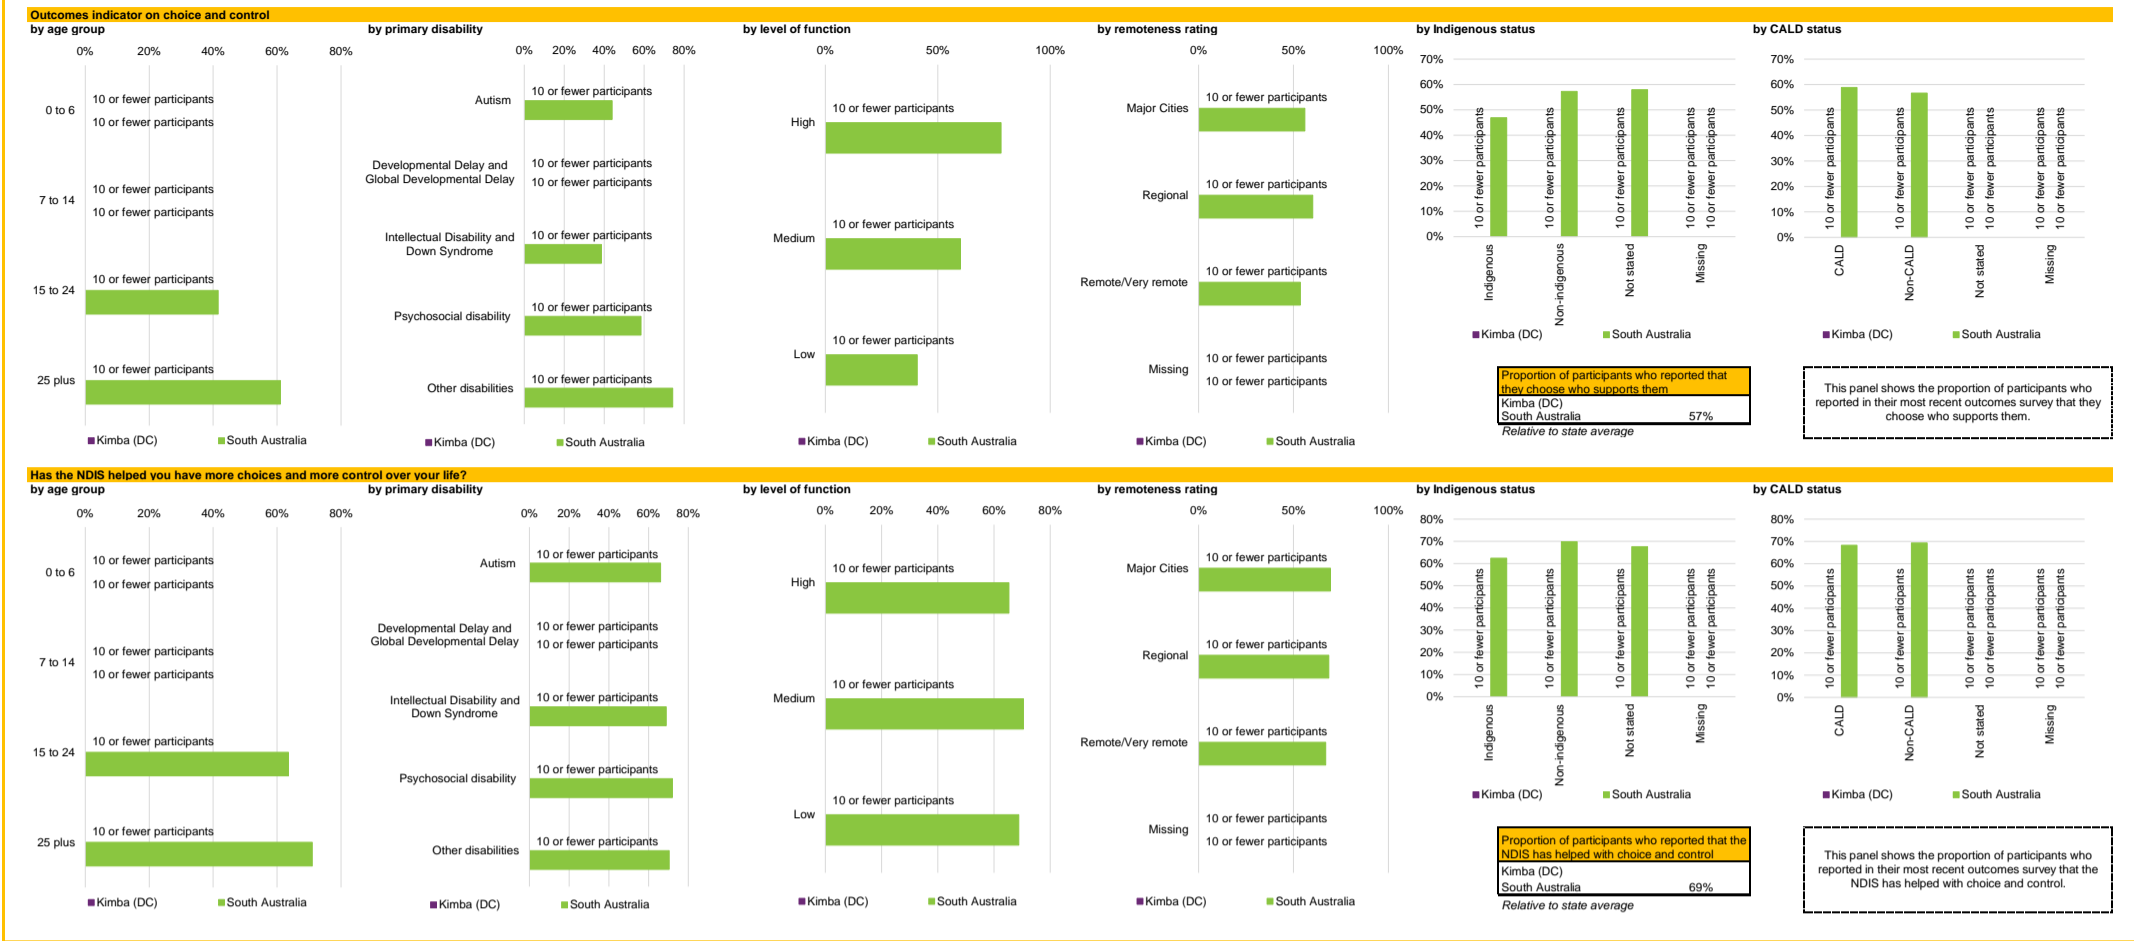 Outcomes indicator on choice and control
by age group
0% 20% 40% 60% 80%
0 to 6
10 or fewer participants
10 or fewer participants
7 to 14
10 or fewer participants
10 or fewer participants
15 to 24
10 or fewer participants
25 plus
10 or fewer participants
Kimba (DC) South Australia
by primary disability
0% 20% 40% 60% 80%
Autism
10 or fewer participants
Developmental Delay and
Global Developmental Delay
10 or fewer participants
10 or fewer participants
Intellectual Disability and
Down Syndrome
10 or fewer participants
Psychosocial disability
10 or fewer participants
Other disabilities
10 or fewer participants
Kimba (DC) South Australia
by level of function
0% 50% 100%
High
10 or fewer participants
Medium
10 or fewer participants
Low
10 or fewer participants
Kimba (DC) South Australia
by remoteness rating
0% 50% 100%
Major Cities
10 or fewer participants
Regional
10 or fewer participants
Remote/Very remote
10 or fewer participants
Missing
10 or fewer participants
10 or fewer participants
Kimba (DC) South Australia
by Indigenous status
70%
60%
50%
40%
30%
20%
10%
0%
10 or fewer participants
10 or fewer participants
10 or fewer participants
10 or fewer participants
10 or fewer participants
Indigenous
Non-indigenous
Not stated
Missing
Kimba (DC) South Australia
Proportion of participants who reported that
they choose who supports them
Kimba (DC)
South Australia 57%
Relative to state average
by CALD status
70%
60%
50%
40%
30%
20%
10%
0%
10 or fewer participants
10 or fewer participants
10 or fewer participants
10 or fewer participants
10 or fewer participants
10 or fewer participants
CALD
Non-CALD
Not stated
Missing
Kimba (DC) South Australia
This panel shows the proportion of participants who
reported in their most recent outcomes survey that they
choose who supports them.
Has the NDIS helped you have more choices and more control over your life?
by age group
0% 20% 40% 60% 80%
0 to 6
10 or fewer participants
10 or fewer participants
7 to 14
10 or fewer participants
10 or fewer participants
15 to 24
10 or fewer participants
25 plus
10 or fewer participants
Kimba (DC) South Australia
by primary disability
0% 20% 40% 60% 80%
Autism
10 or fewer participants
Developmental Delay and
Global Developmental Delay
10 or fewer participants
10 or fewer participants
Intellectual Disability and
Down Syndrome
10 or fewer participants
Psychosocial disability
10 or fewer participants
Other disabilities
10 or fewer participants
Kimba (DC) South Australia
by level of function
0% 20% 40% 60% 80%
High
10 or fewer participants
Medium
10 or fewer participants
Low
10 or fewer participants
Kimba (DC) South Australia
by remoteness rating
0% 50% 100%
Major Cities
10 or fewer participants
Regional
10 or fewer participants
Remote/Very remote
10 or fewer participants
Missing
10 or fewer participants
10 or fewer participants
Kimba (DC) South Australia
by Indigenous status
80%
70%
60%
50%
40%
30%
20%
10%
0%
10 or fewer participants
10 or fewer participants
10 or fewer participants
10 or fewer participants
10 or fewer participants
Indigenous
Non-indigenous
Not stated
Missing
Kimba (DC) South Australia
Proportion of participants who reported that the
NDIS has helped with choice and control
Kimba (DC)
South Australia 69%
Relative to state average
by CALD status
80%
70%
60%
50%
40%
30%
20%
10%
0%
10 or fewer participants
10 or fewer participants
10 or fewer participants
10 or fewer participants
10 or fewer participants
10 or fewer participants
CALD
Non-CALD
Not stated
Missing
Kimba (DC) South Australia
This panel shows the proportion of participants who
reported in their most recent outcomes survey that the
NDIS has helped with choice and control.